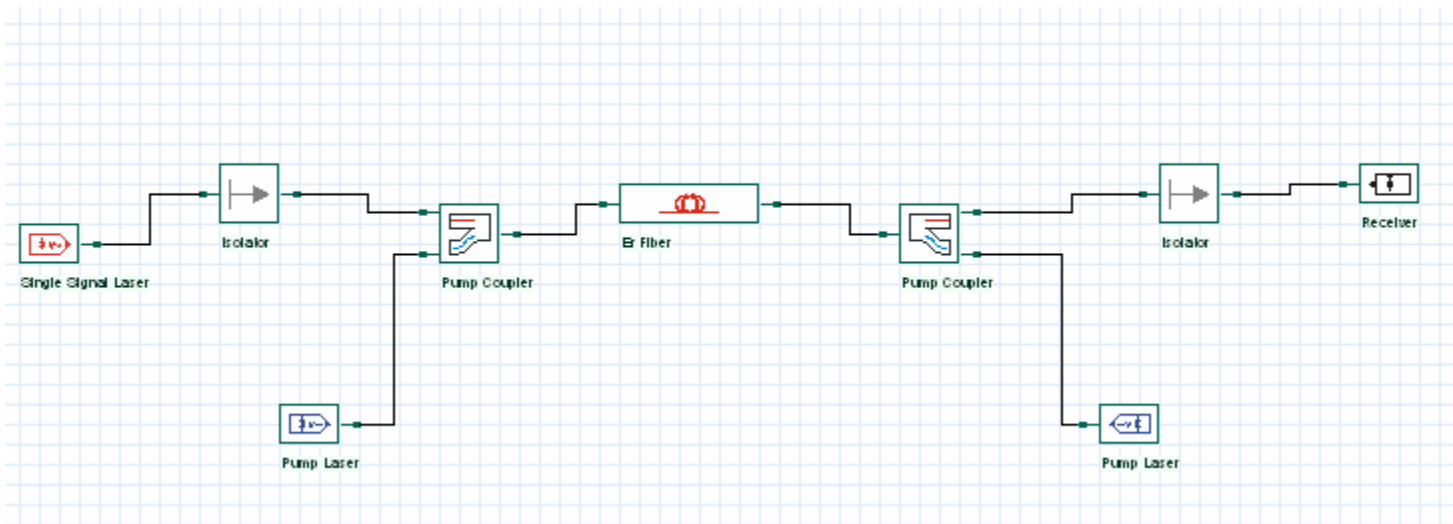 Single Signal Laser
Isolator
Pump Coupler
Er Fiber
Pump Coupler
Isolator
Receiver
Pump Laser
Pump Laser